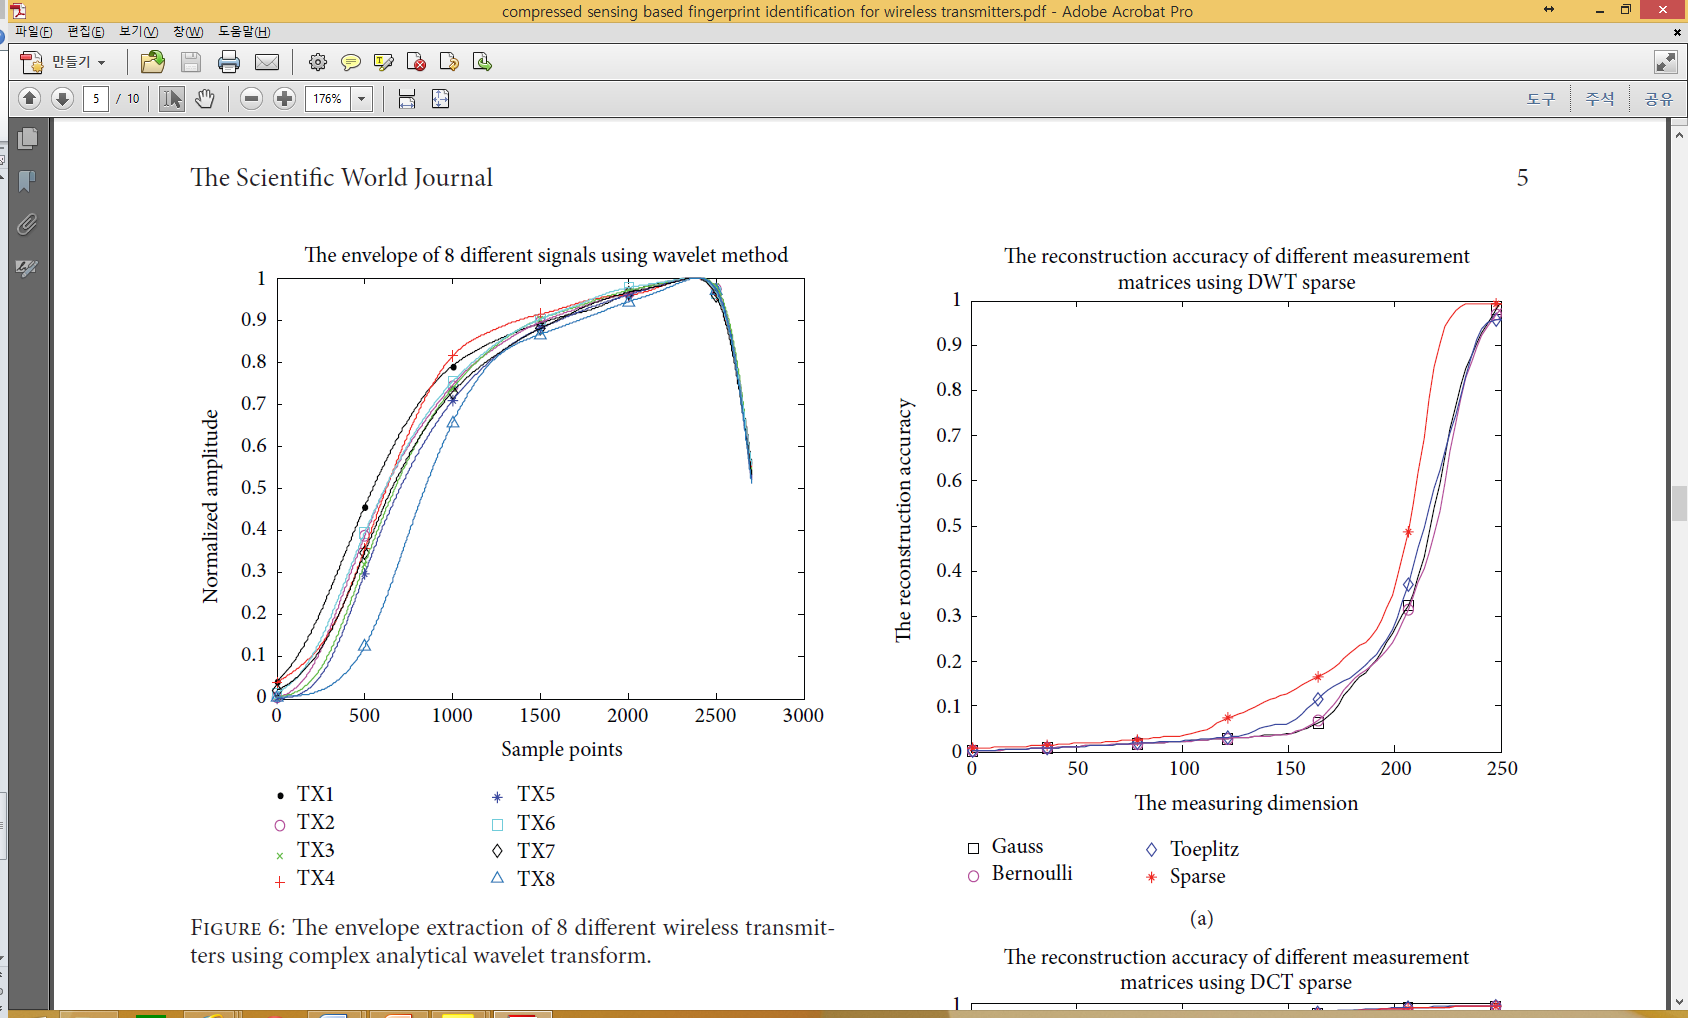 compressed sensing based fingerprint identification for wireless transmitters.pdf - Adobe Acrobat Pro
파일(F) 편집(E) 보기(V) 창(W) 도움말(H)
만들기
5 / 10 176% 도구 주석 공유
The Scientific World Journal 5
The envelope of 8 different signals using wavelet method
1
0.9
0.8
0.7
0.6
0.5
0.4
0.3
0.2
0.1
0
Normalized amplitude
0 500 1000 1500 2000 2500 3000
Sample points
TX1
TX2
TX3
TX4
TX5
TX6
TX7
TX8
FIGURE 6: The envelope extraction of 8 different wireless transmit-
ters using complex analytical wavelet transform.
The reconstruction accuracy of different measurement
matrices using DWT sparse
1
0.9
0.8
0.7
0.6
0.5
0.4
0.3
0.2
0.1
0
The reconstruction accuracy
0 50 100 150 200 250
The measuring dimension
Gauss
Bernoulli
Toeplitz
Sparse
(a)
The reconstruction accuracy of different measurement
matrices using DCT sparse
1